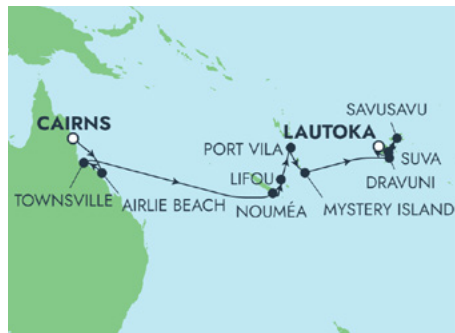 SAVUSAVU
CAIRNS
LAUTOKA
PORT VILA
SUVA
LIFOU
DRAVUNI
TOWNSVILLE
AIRLIE BEACH
NOUMÉA
MYSTERY ISLAND